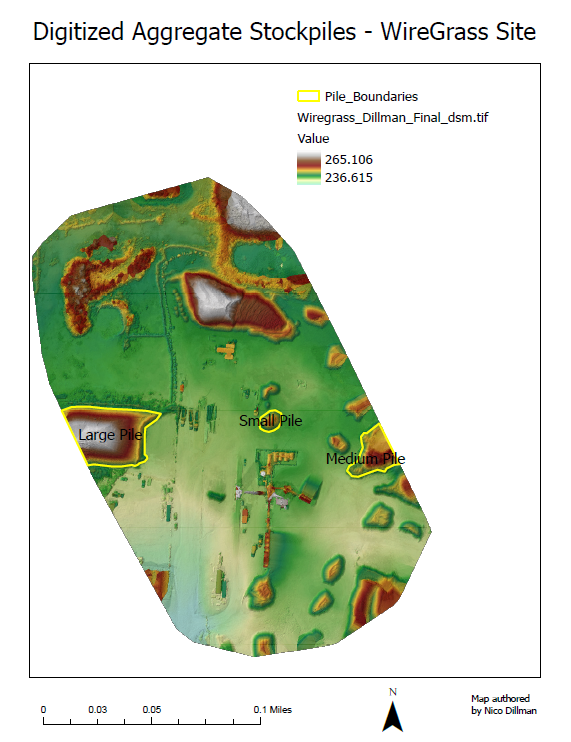 Digitized Aggregate Stockpiles - WireGrass Site
Pile_Boundaries
Wiregrass_Dillman_Final_dsm.tif
Value
265.106
236.615
Small Pile
Large Pile
Medium Pile
N
Map authored
by Nico Dillman
0 0.03 0.05 0.1 Miles